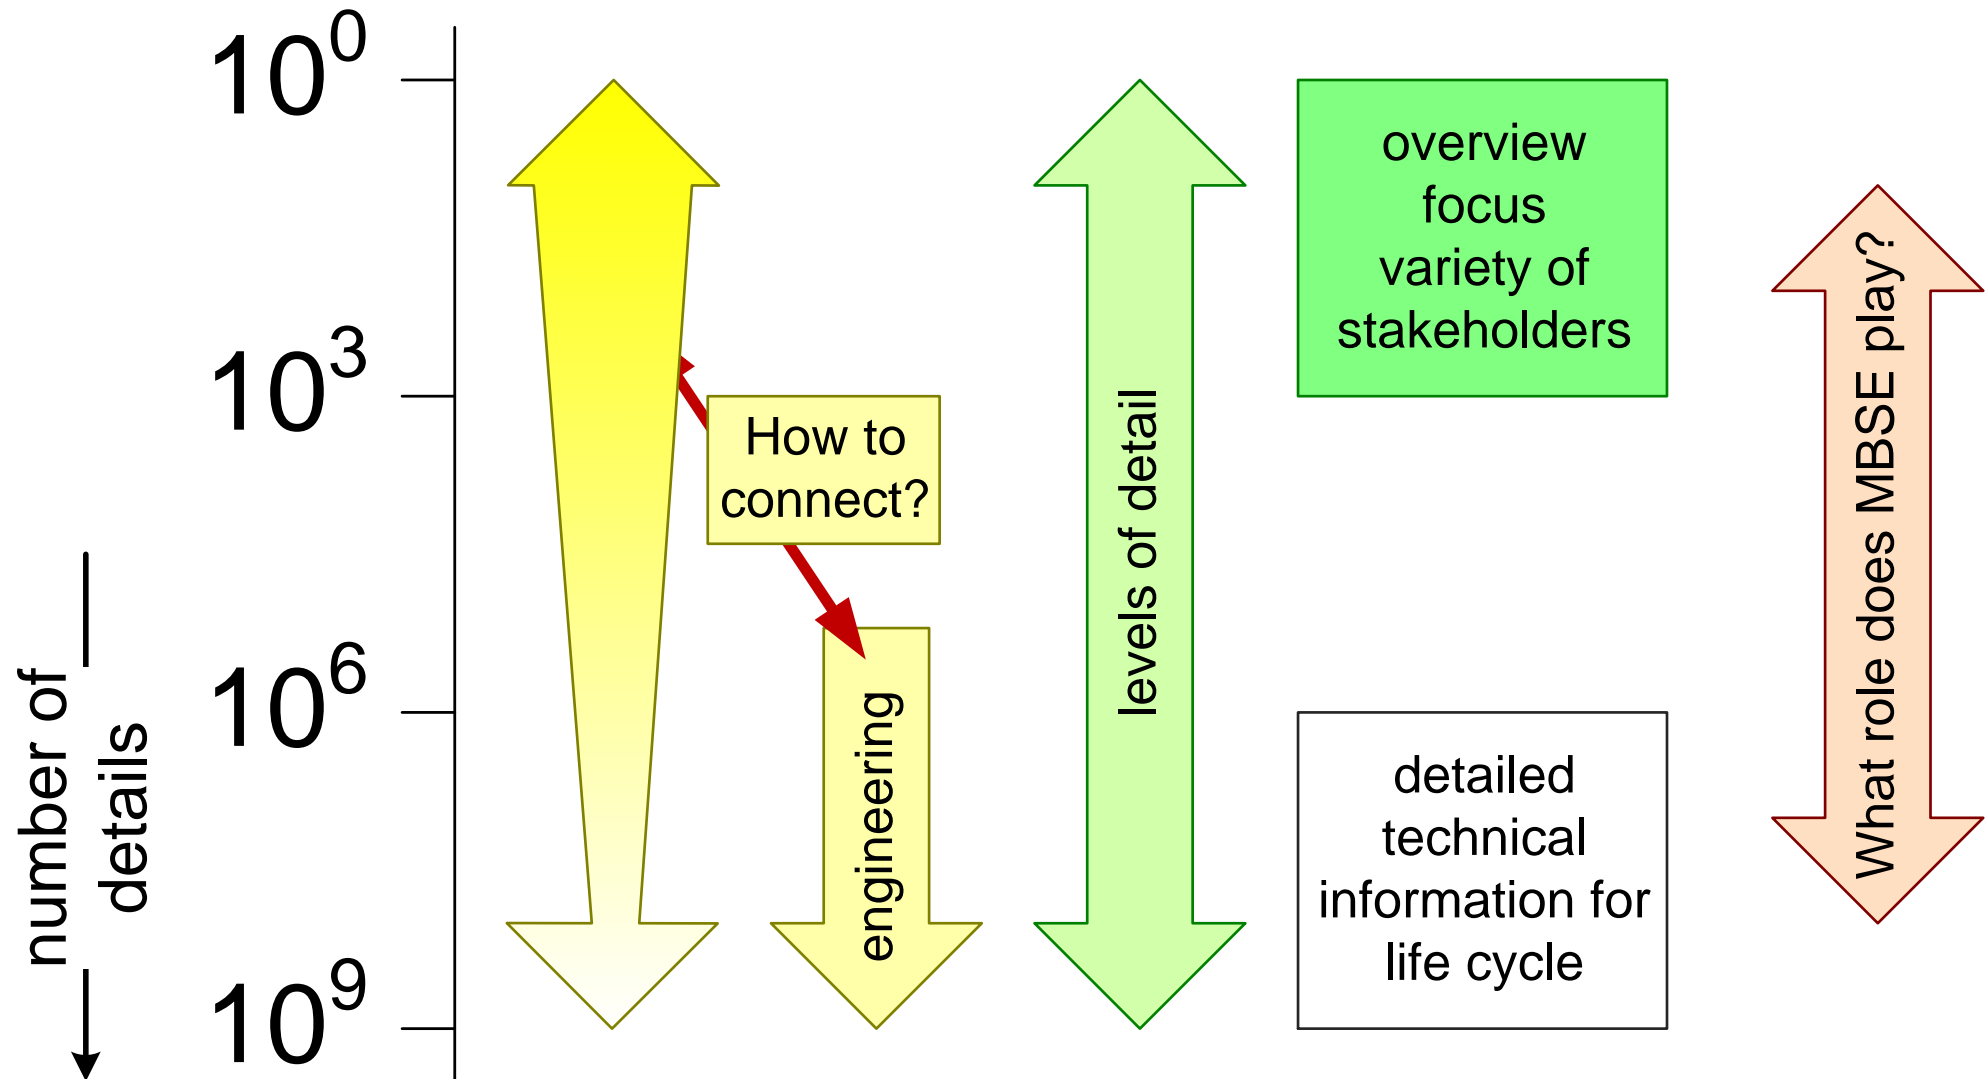 10^0
10^3
10^6
10^9
number of
details
How to
connect?
engineering
levels of detail
overview
focus
variety of
stakeholders
detailed
technical
information for
life cycle
What role does MBSE play?